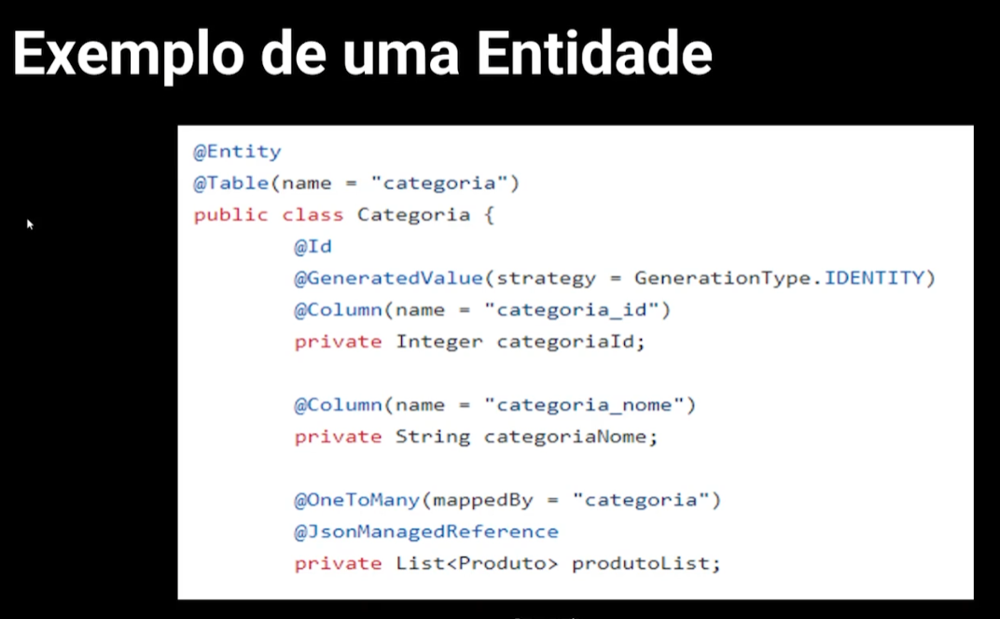 Exemplo de uma Entidade
@Entity
@Table(name = "categoria")
public class Categoria {
@Id
@GeneratedValue(strategy = GenerationType.IDENTITY)
@Column(name = "categoria_id")
private Integer categoriaId;
@Column(name = "categoria_nome")
private String categoriaNome;
@OneToMany(mappedBy = "categoria")
@JsonManagedReference
private List<Produto> produtoList;